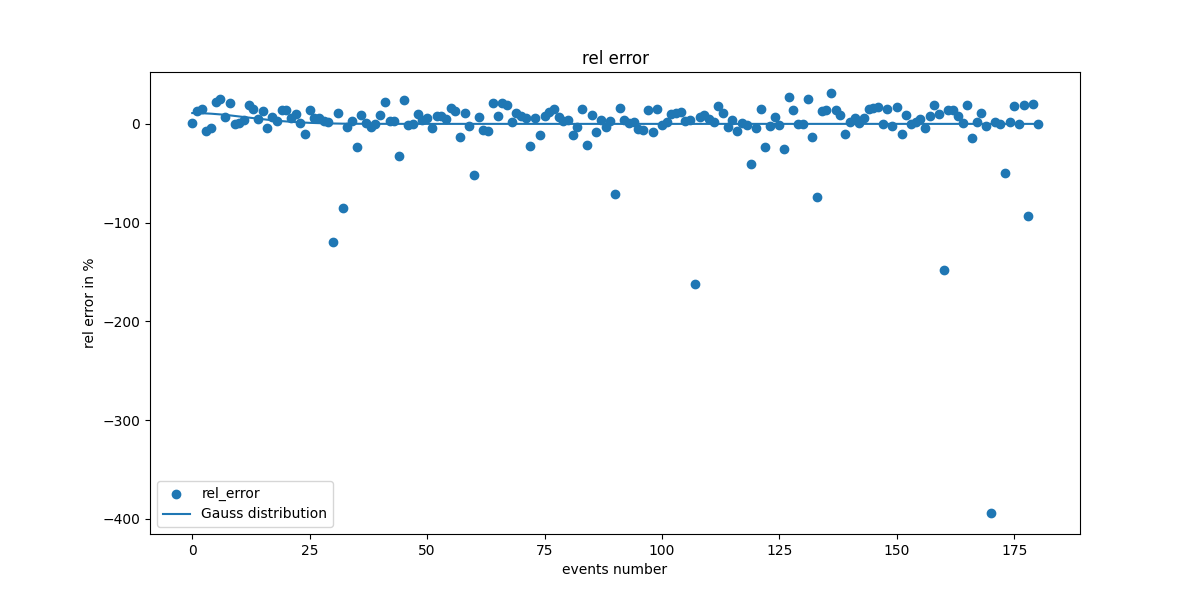 rel error
rel error in %
0
−100
−200
−300
−400
rel_error
Gauss distribution
0 25 50 75 100 125 150 175
events number